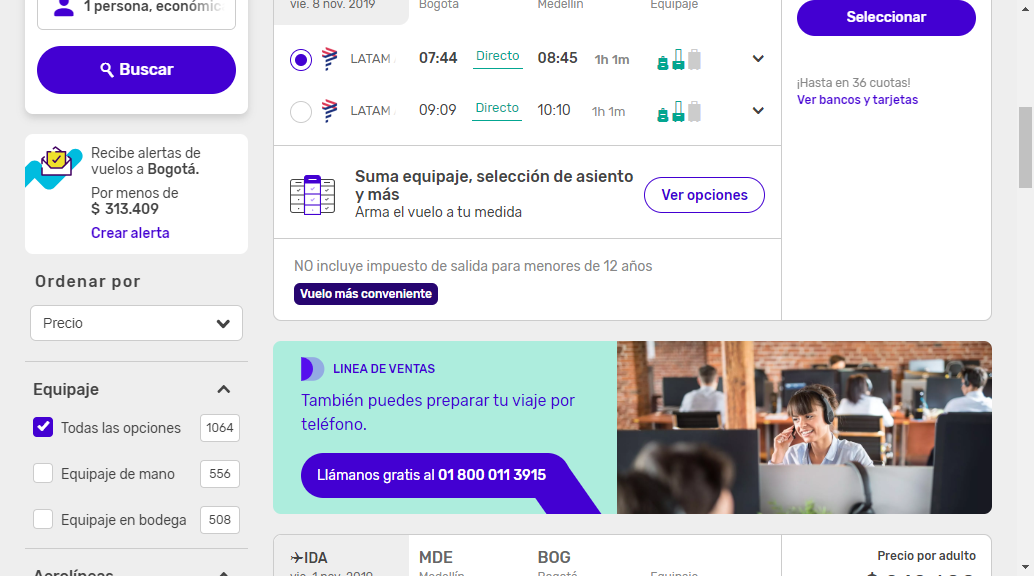 1 persona, económic
Buscar
Recibe alertas de
vuelos a Bogotá.
Por menos de
$ 313.409
Crear alerta
Ordenar por
Precio
Equipaje
Todas las opciones 1064
Equipaje de mano 556
Equipaje en bodega 508
Aerolíneas
vie. 8 nov. 2019 Bogotá Medellín Equipaje
LATAM 07:44 Directo 08:45 1h 1m
LATAM 09:09 Directo 10:10 1h 1m
Suma equipaje, selección de asiento
y más
Arma el vuelo a tu medida
Ver opciones
NO incluye impuesto de salida para menores de 12 años
Vuelo más conveniente
Seleccionar
¡Hasta en 36 cuotas!
Ver bancos y tarjetas
LINEA DE VENTAS
También puedes preparar tu viaje por
teléfono.
Llámanos gratis al 01 800 011 3915
IDA MDE BOG
vie. 1 nov. 2019 Medellín Bogotá Equipaje
Precio por adulto